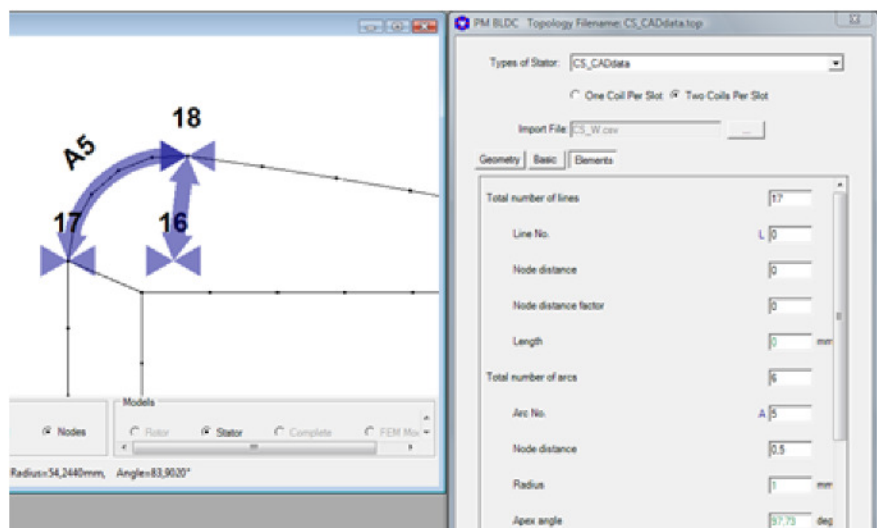 PM BLDC Topology Filename: CS_CADdata.top
Types of Stator: CS_CADdata
One Coil Per Slot Two Coils Per Slot
Import File CS_W.csv ...
Geometry Basic Elements
Total number of lines 17
Line No. L 0
Node distance 0
Node distance factor 0
Length 0 mm
Total number of arcs 6
Arc No. A 5
Node distance 0.5
Radius 1 mm
Apex angle 97,73 deg
18
A5
17
16
Models
Nodes
Rotor Stator Complete FEM Mo
Radius=54,2440mm, Angle=83,9020°